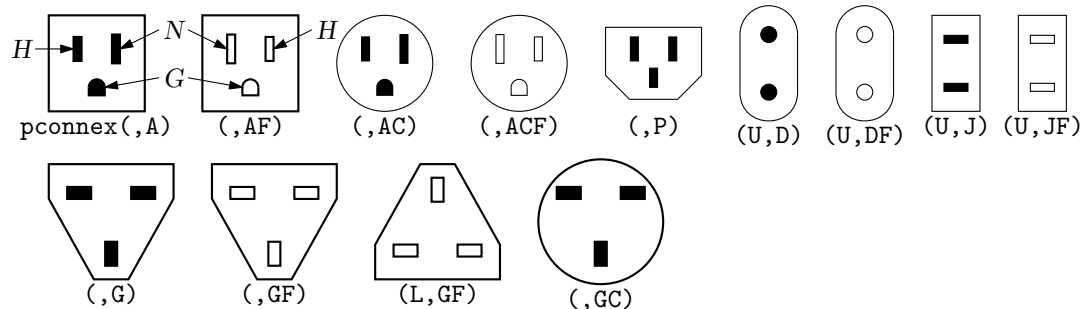 H N H
G
pconnex(,A) (,AF) (,AC) (,ACF) (,P) (U,D) (U,DF) (U,J) (U,JF)
(,G) (,GF) (L,GF) (,GC)